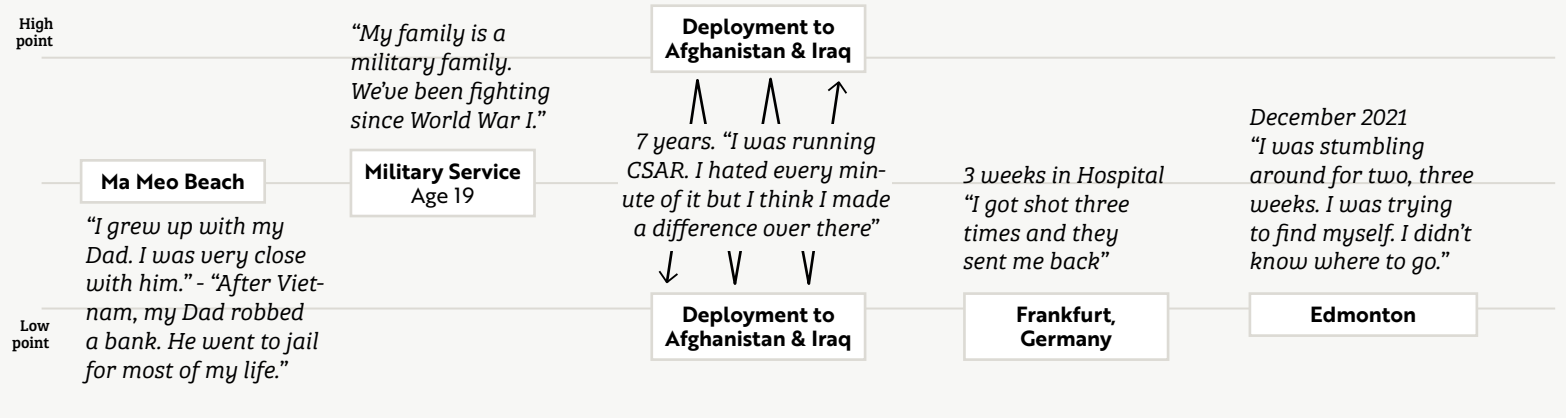 High
point
Low
point
Ma Meo Beach
“I grew up with my
Dad. I was very close
with him.” - “After Viet-
nam, my Dad robbed
a bank. He went to jail
for most of my life.”
“My family is a
military family.
We’ve been fighting
since World War I.”
Military Service
Age 19
Deployment to
Afghanistan & Iraq
7 years. “I was running
CSAR. I hated every min-
ute of it but I think I made
a difference over there”
Deployment to
Afghanistan & Iraq
3 weeks in Hospital
“I got shot three
times and they
sent me back”
Frankfurt,
Germany
December 2021
“I was stumbling
around for two, three
weeks. I was trying
to find myself. I didn’t
know where to go.”
Edmonton